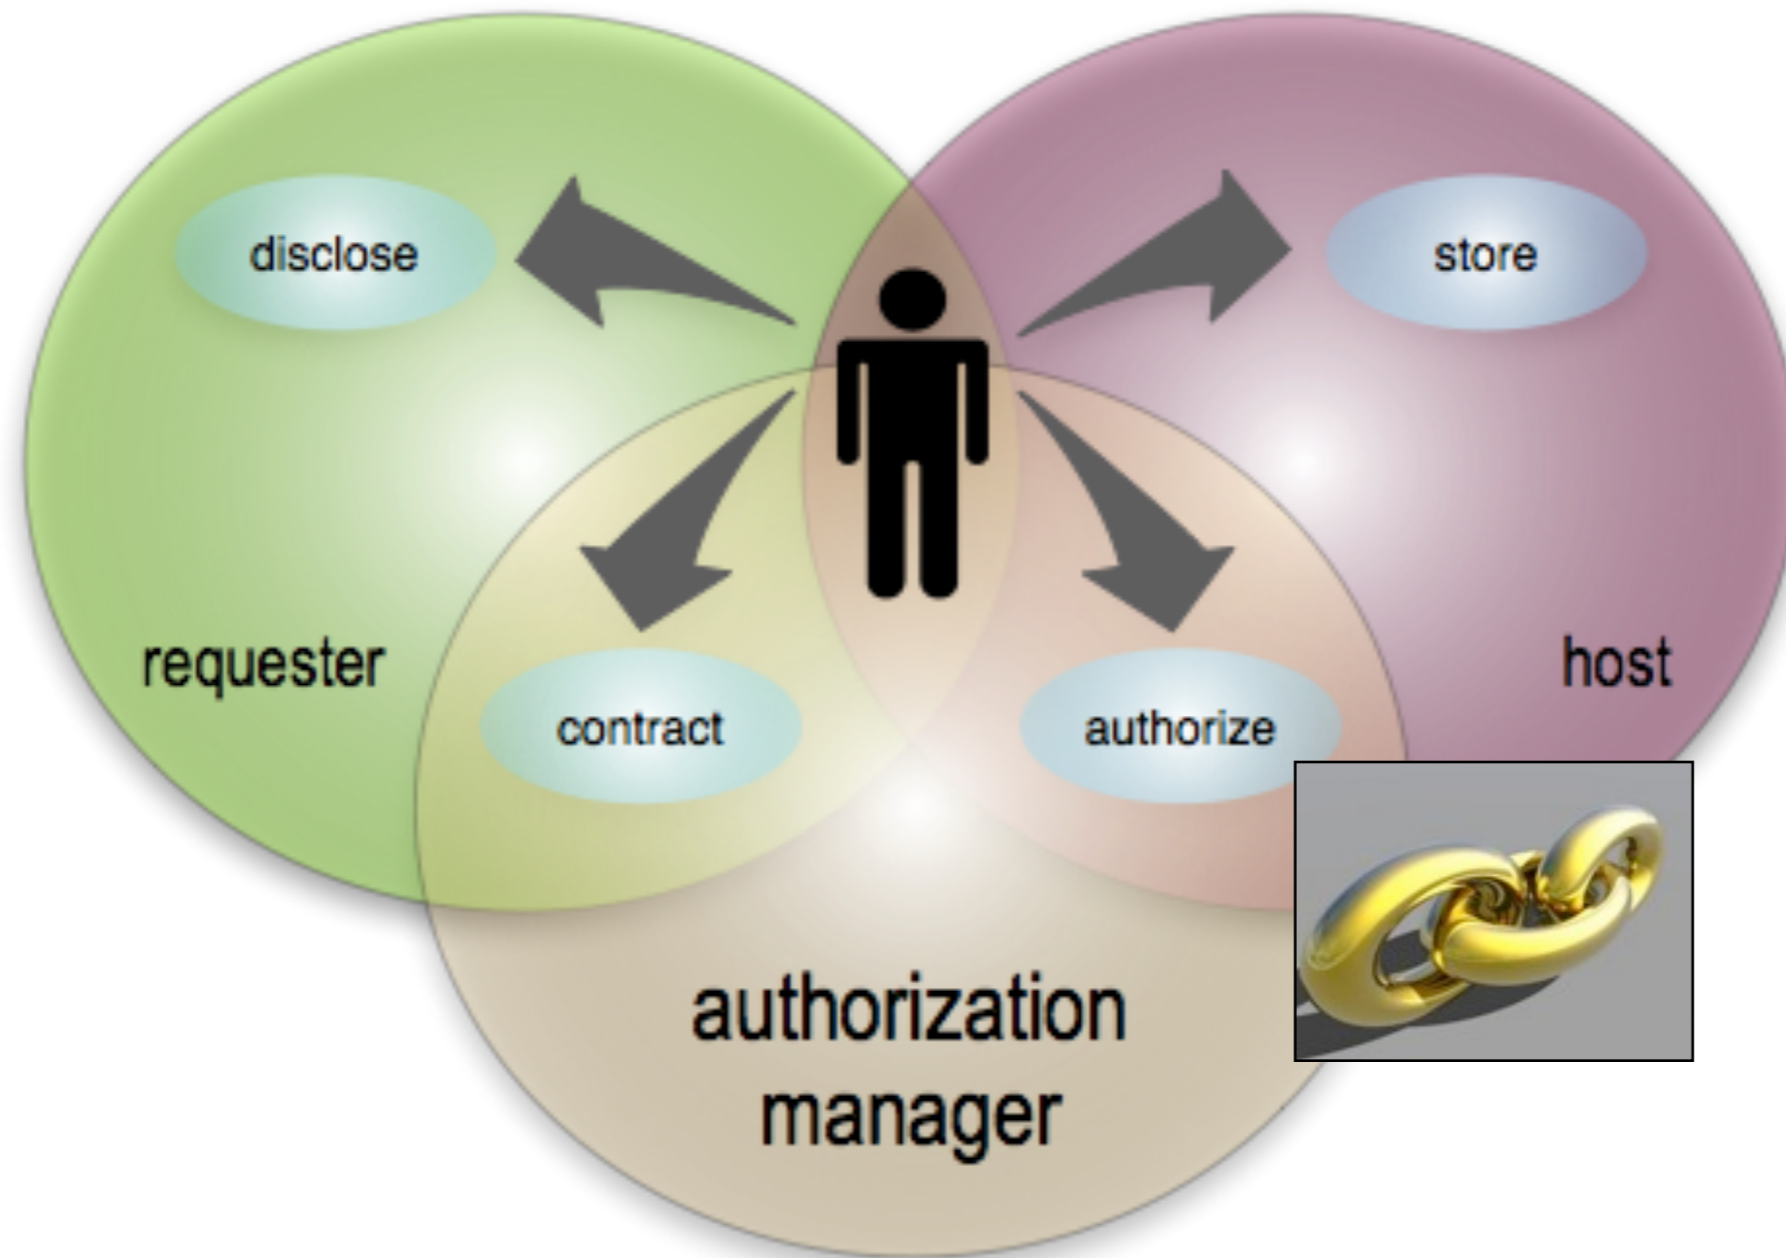 disclose
store
requester
host
contract
authorize
authorization
manager